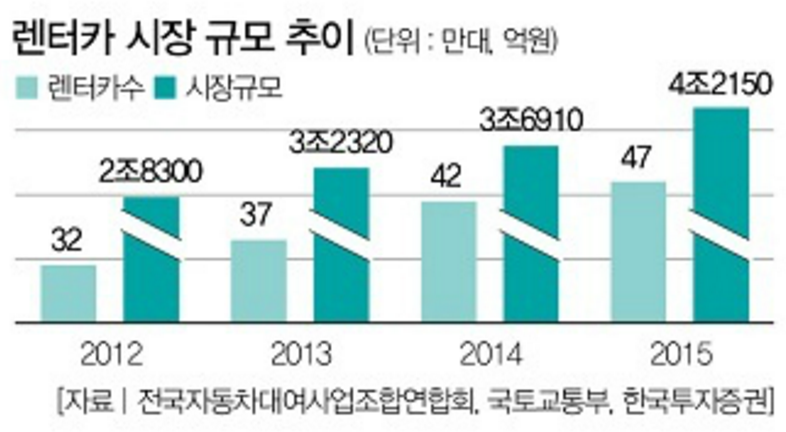 렌터카 시장 규모 추이 (단위 : 만대, 억원)
렌터카수 시장규모
32 2조8300 37 3조2320 42 3조6910 47 4조2150
2012 2013 2014 2015
[자료 | 전국자동차대여사업조합연합회, 국토교통부, 한국투자증권]